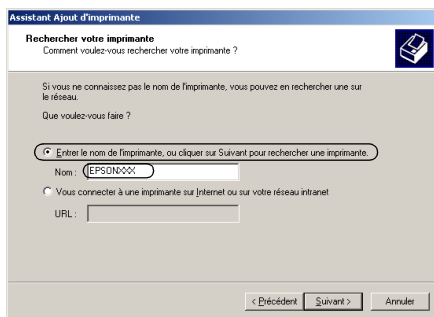 Assistant Ajout d'imprimante
Rechercher votre imprimante
Comment voulez-vous rechercher votre imprimante ?
Si vous ne connaissez pas le nom de l'imprimante, vous pouvez en rechercher une sur
le réseau.
Que voulez-vous faire ?
Entrer le nom de l'imprimante, ou cliquer sur Suivant pour rechercher une imprimante.
Nom : EPSONXXX
Vous connecter à une imprimante sur Internet ou sur votre réseau intranet
URL :
< Précédent Suivant > Annuler